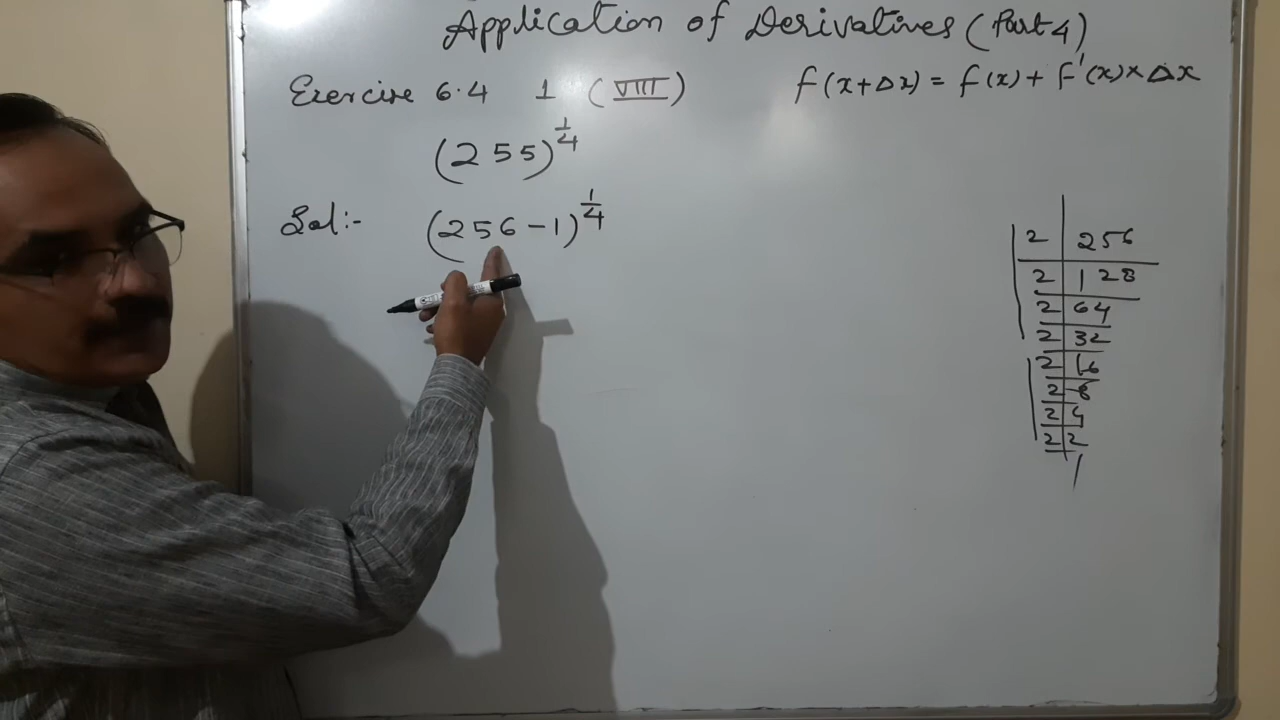 Application of Derivatives (Part 4)
Exercise 6.4 1 (VIII)
f(x+Δx) = f(x) + f'(x) × Δx
(255)^1/4
Sol:- (256-1)^1/4
2 | 256
2 | 128
2 | 64
2 | 32
2 | 16
2 | 8
2 | 4
2 | 2
1